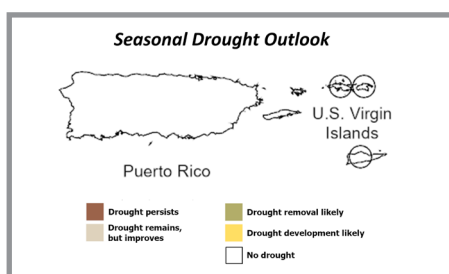 Seasonal Drought Outlook
U.S. Virgin
Islands
Puerto Rico
Drought persists
Drought remains,
but improves
Drought removal likely
Drought development likely
No drought